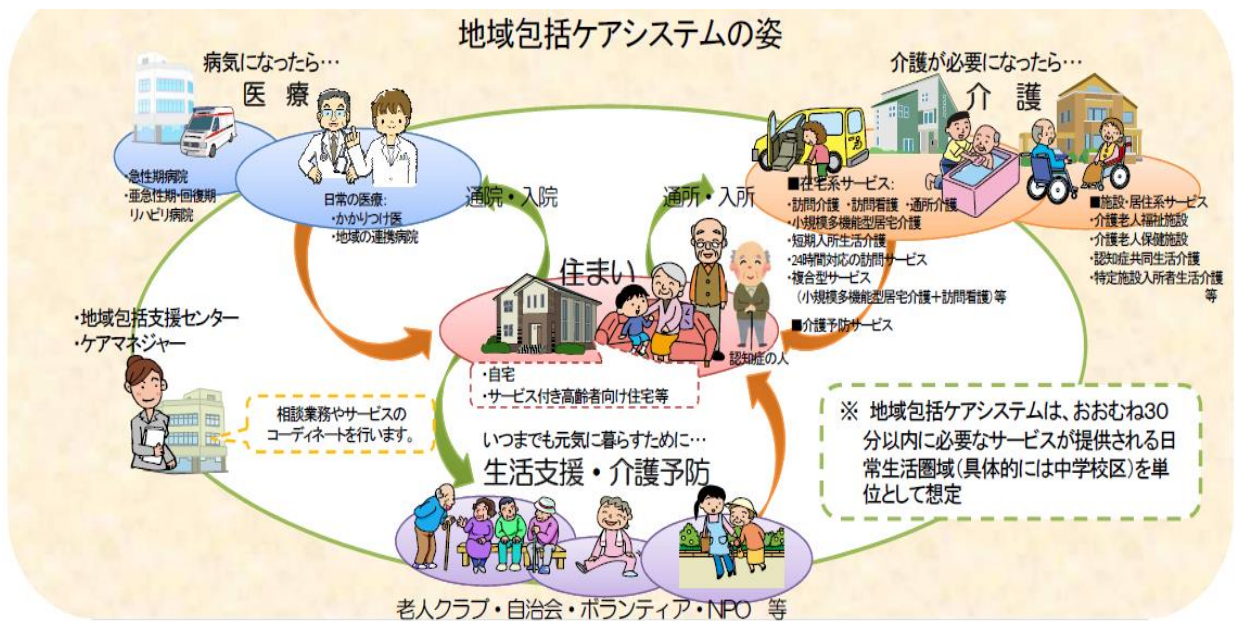 地域包括ケアシステムの姿
病気になったら…
医 療
・急性期病院
・亜急性期・回復期
リハビリ病院
日常の医療:
・かかりつけ医
・地域の連携病院
通院・入院
通所・入所
介護が必要になったら…
介 護
■在宅系サービス:
・訪問介護 ・訪問看護 ・通所介護
・小規模多機能型居宅介護
・短期入所生活介護
・24時間対応の訪問サービス
・複合型サービス
(小規模多機能型居宅介護+訪問看護)等
■介護予防サービス
■施設・居住系サービス
・介護老人福祉施設
・介護老人保健施設
・認知症共同生活介護
・特定施設入所者生活介護
等
住まい
認知症の人
・自宅
・サービス付き高齢者向け住宅等
・地域包括支援センター
・ケアマネジャー
相談業務やサービスの
コーディネートを行います。
いつまでも元気に暮らすために…
生活支援・介護予防
老人クラブ・自治会・ボランティア・NPO 等
※ 地域包括ケアシステムは、おおむね30
分以内に必要なサービスが提供される日
常生活圏域(具体的には中学校区)を単
位として想定